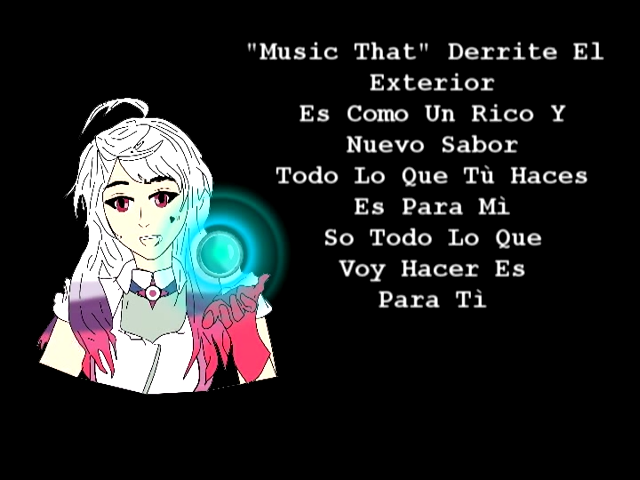 "Music That" Derrite El
Exterior
Es Como Un Rico Y
Nuevo Sabor
Todo Lo Que Tù Haces
Es Para Mì
So Todo Lo Que
Voy Hacer Es
Para Tì